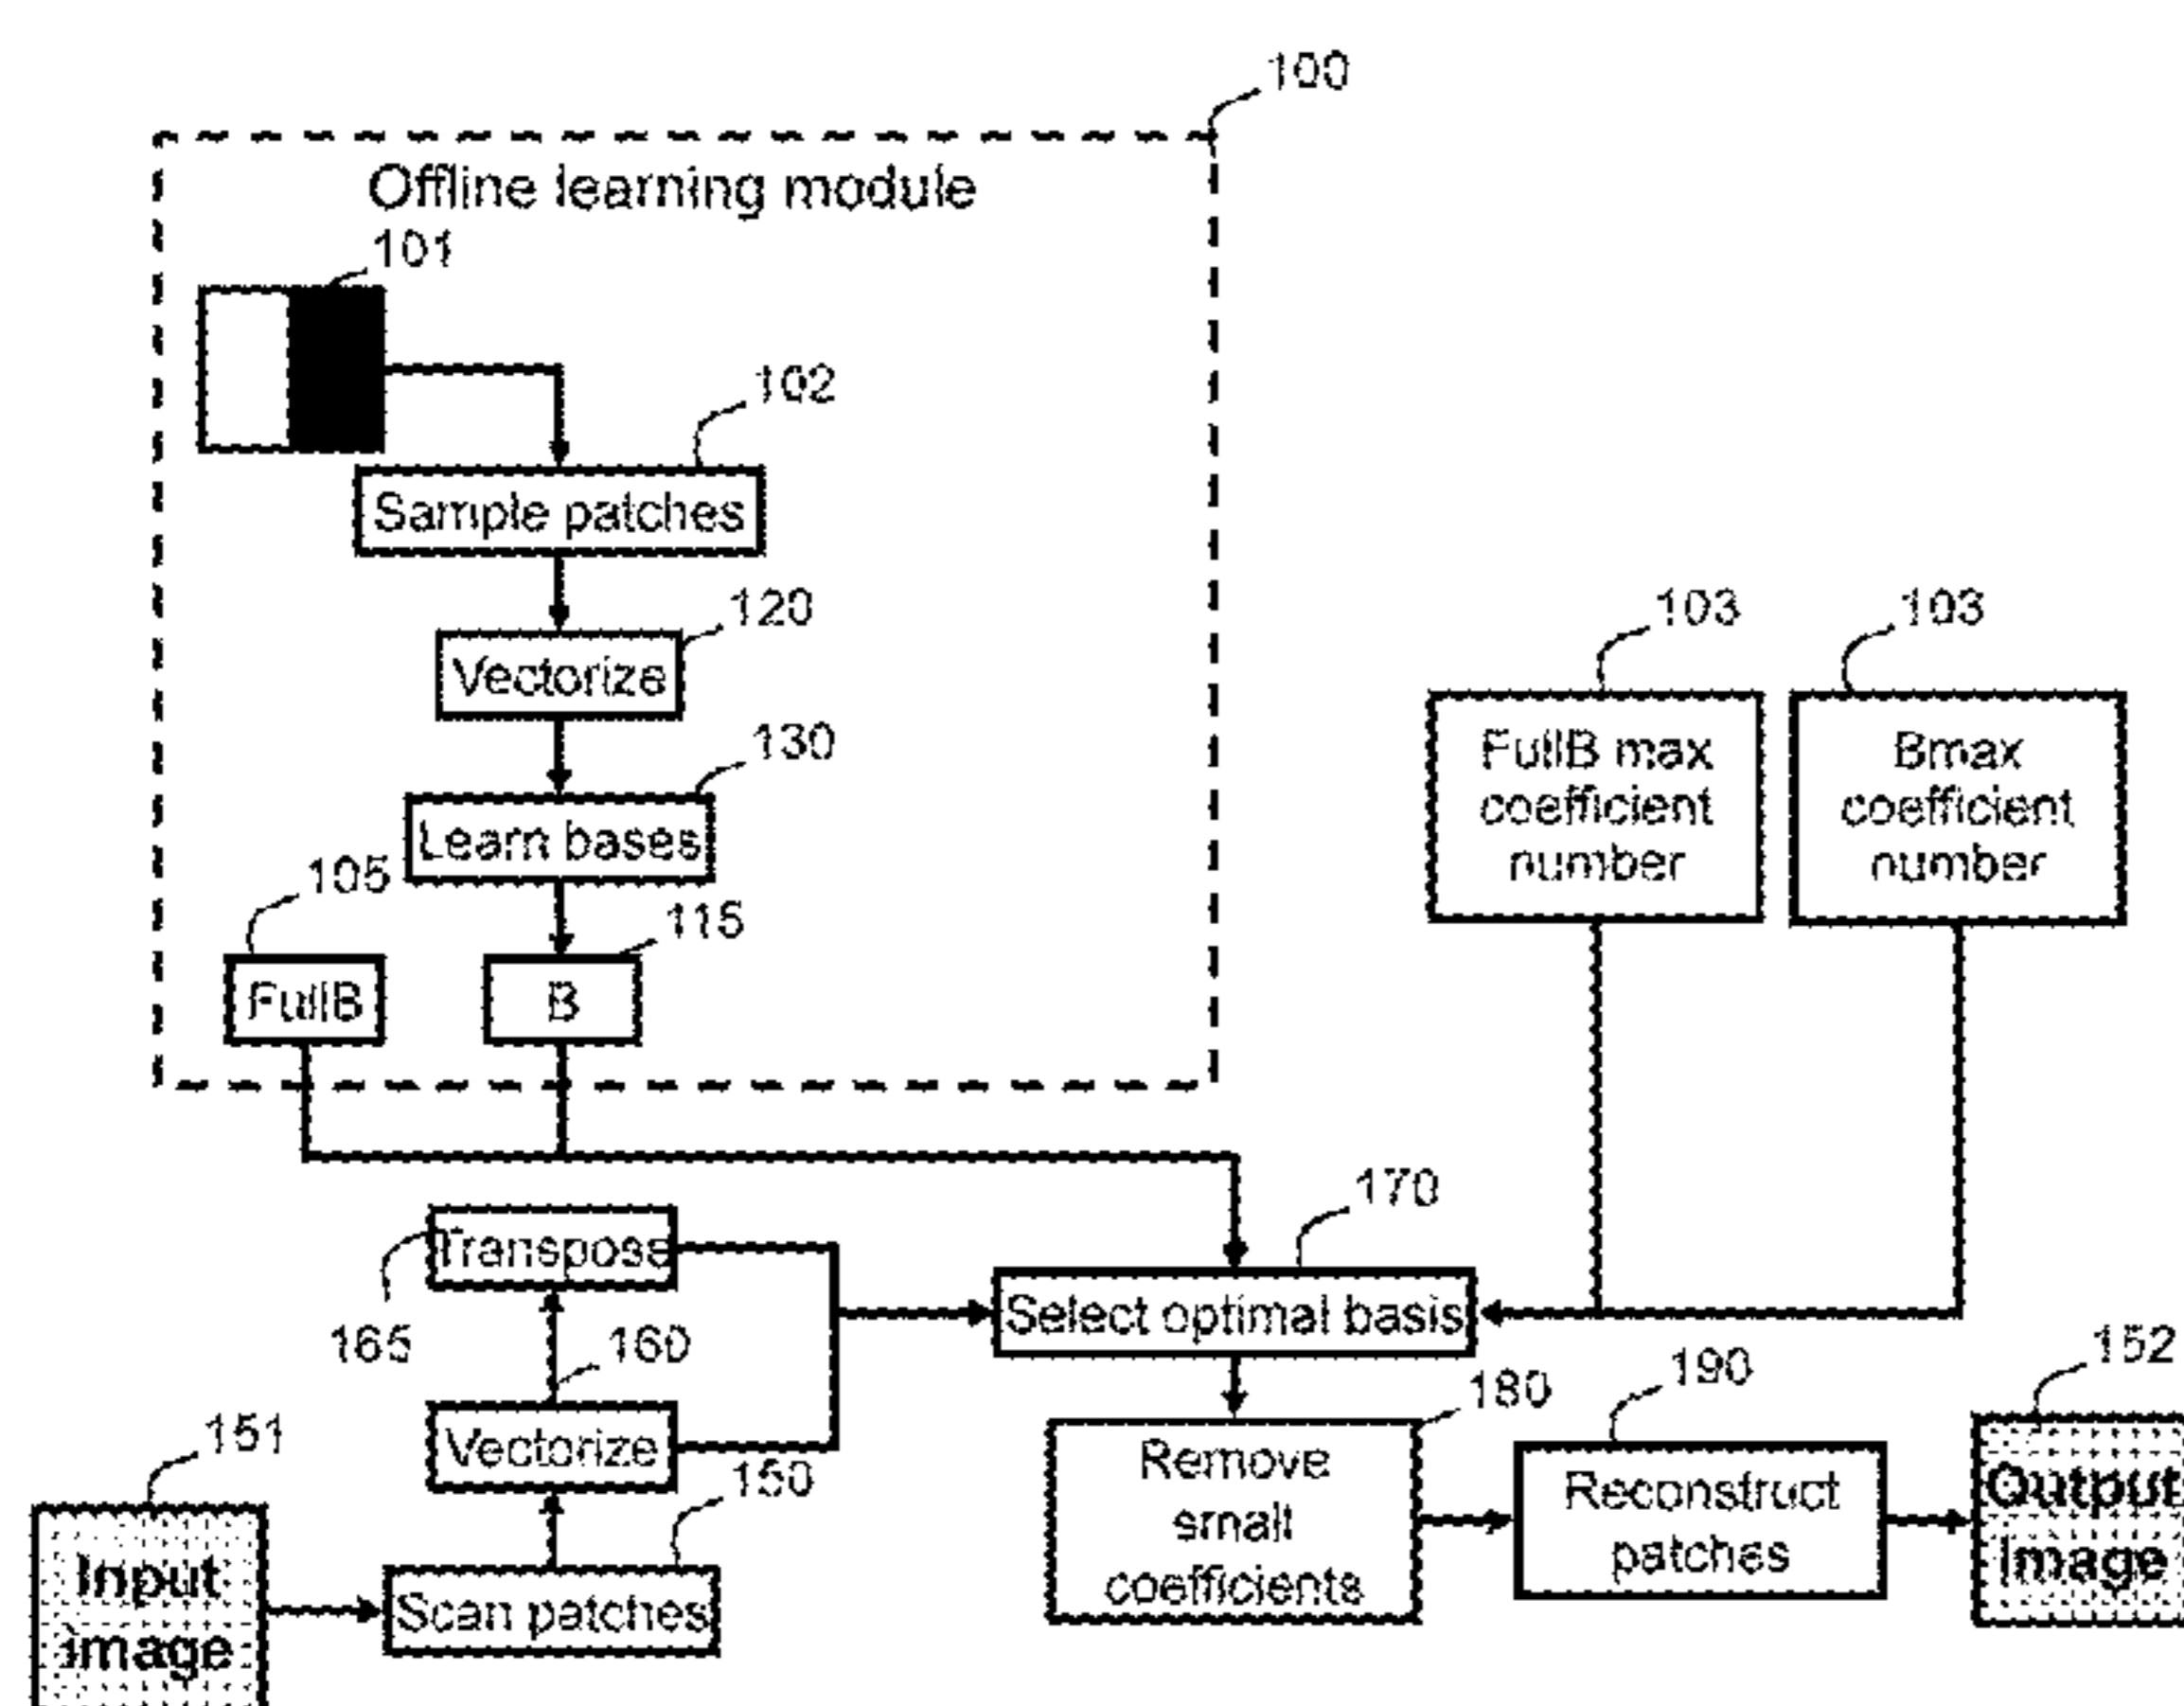 100
Offline learning module
101
102
Sample patches
120
Vectorize
130
Learn bases
105
115
FullB
B
103
103
FullB max
coefficient
number
Bmax
coefficient
number
170
Transpose
165
Select optimal basis
160
Vectorize
150
151
Input
image
Scan patches
180
Remove
small
coefficients
190
Reconstruct
patches
152
Output
Image